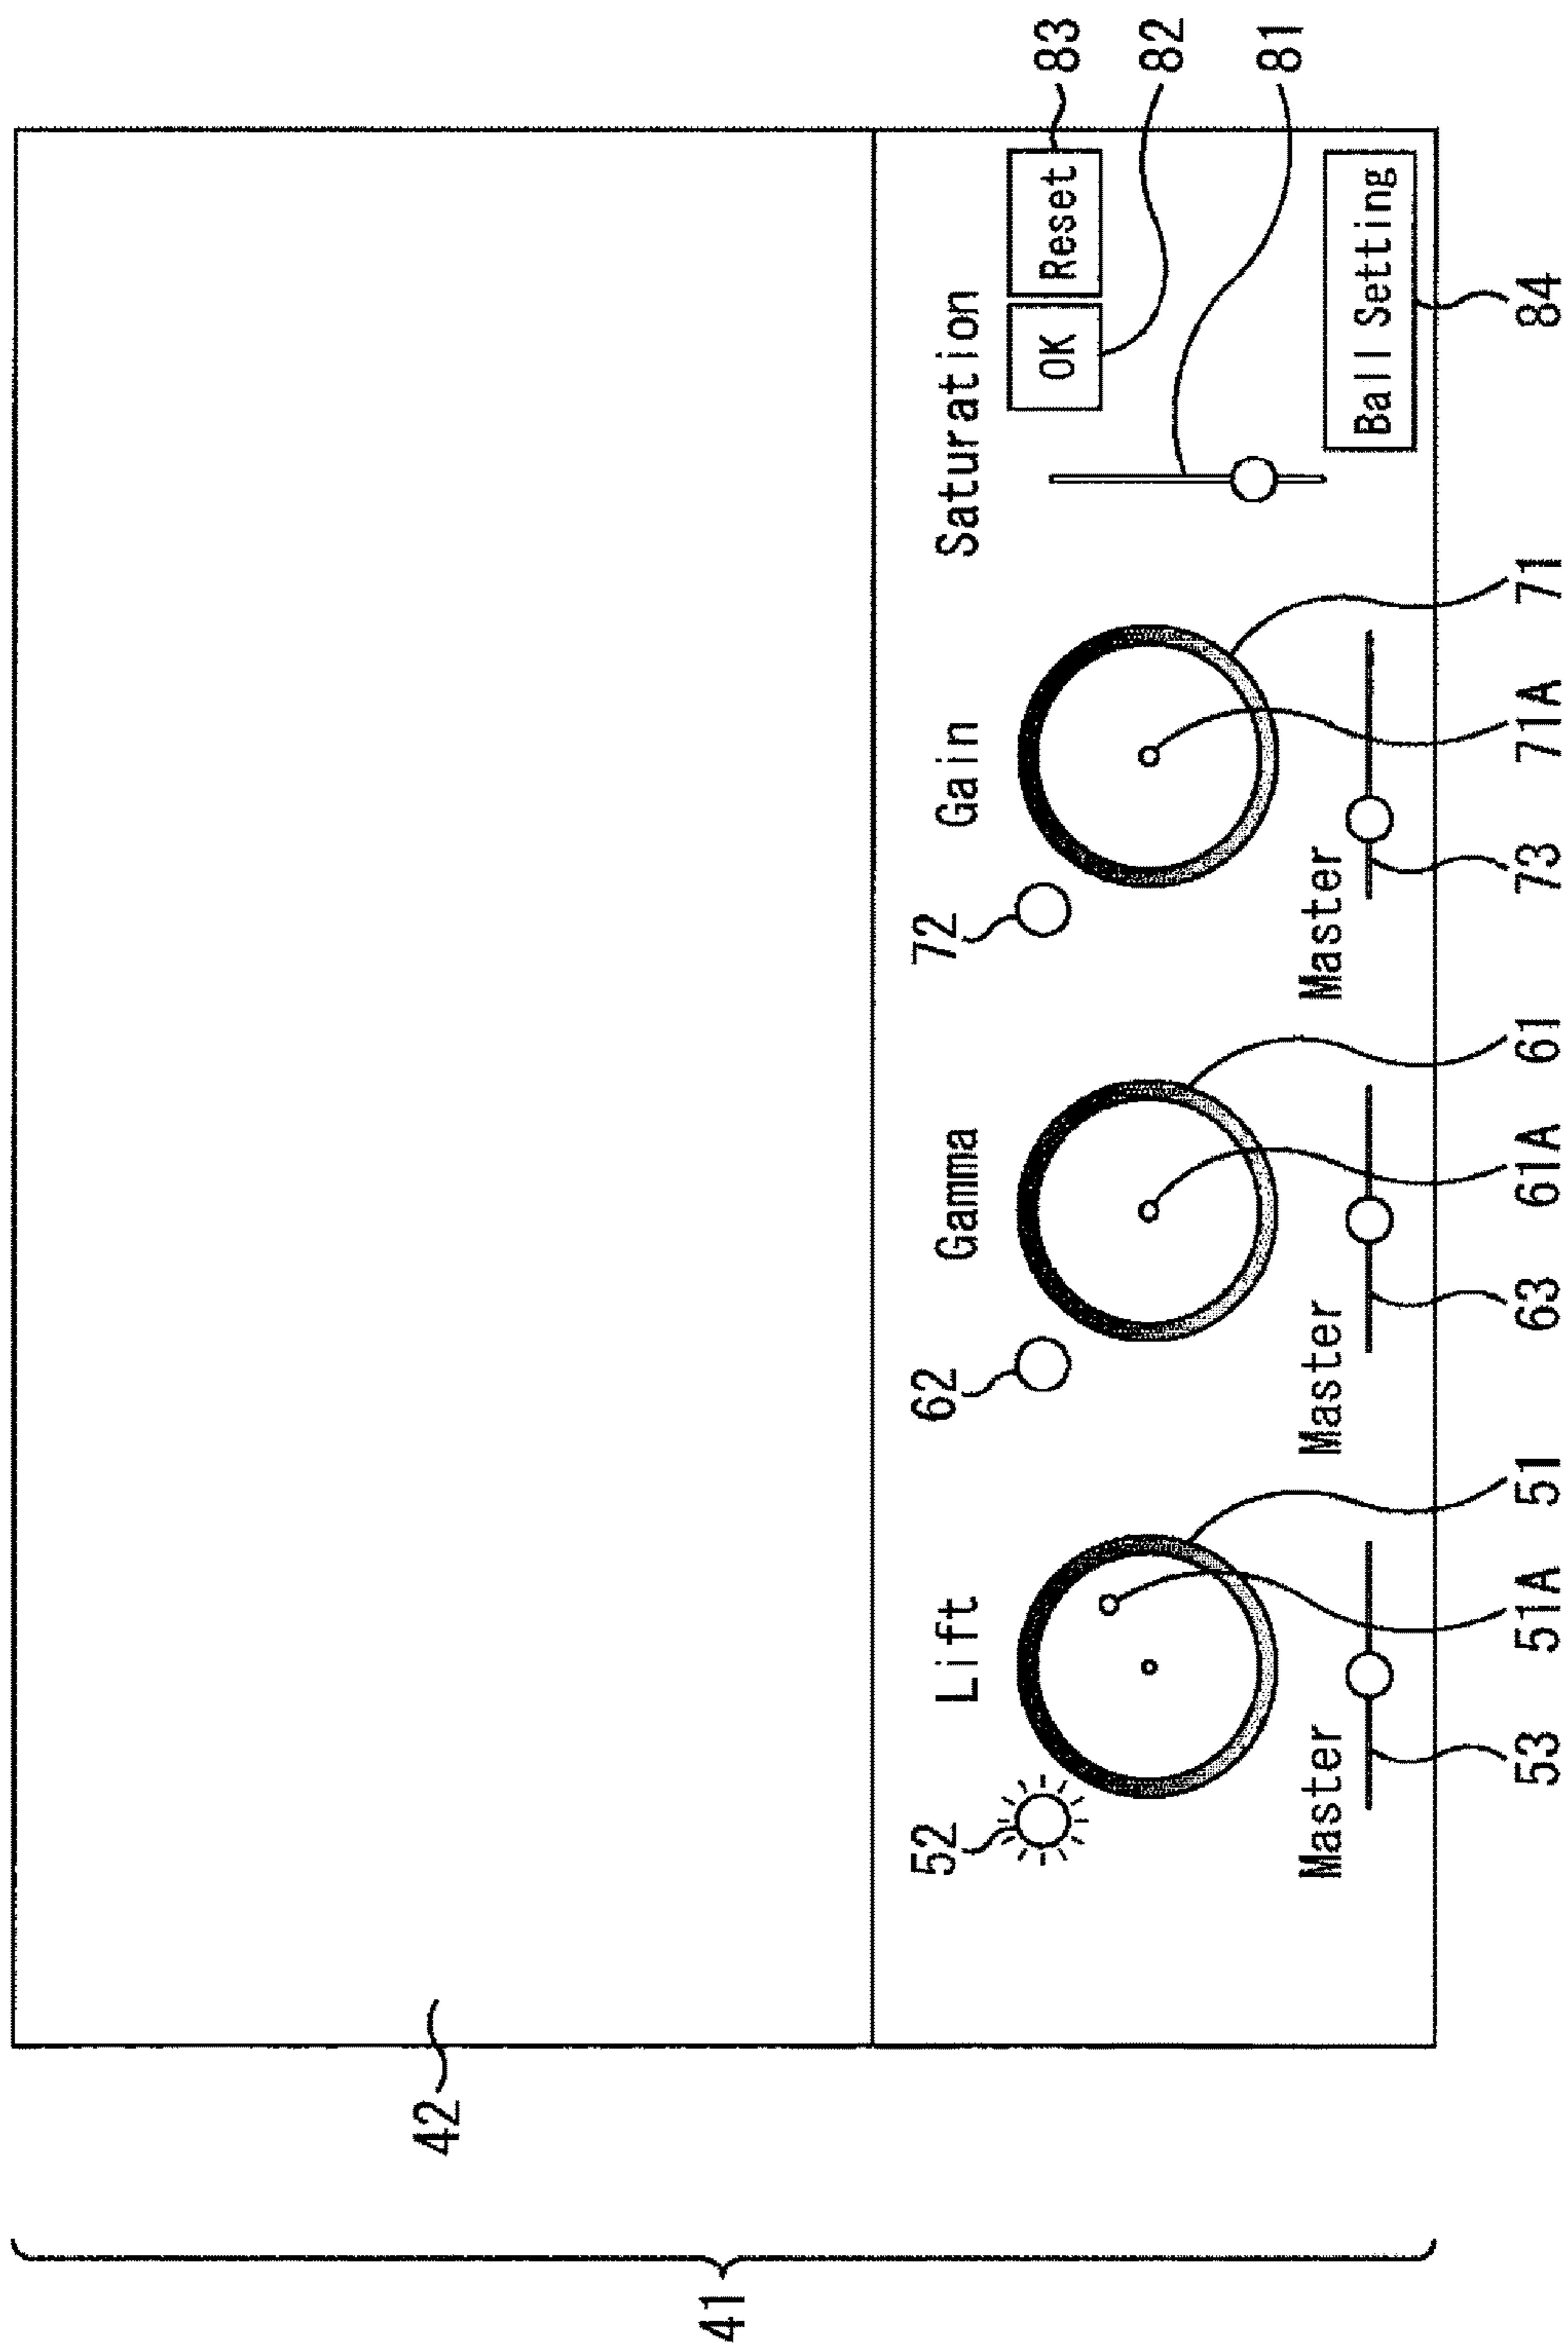 41
42
52
Lift
62
Gamma
72
Gain
Saturation
OK
Reset
83
82
81
Master
Master
Master
Ball Setting
53
51A
51
63
61A
61
73
71A
71
84